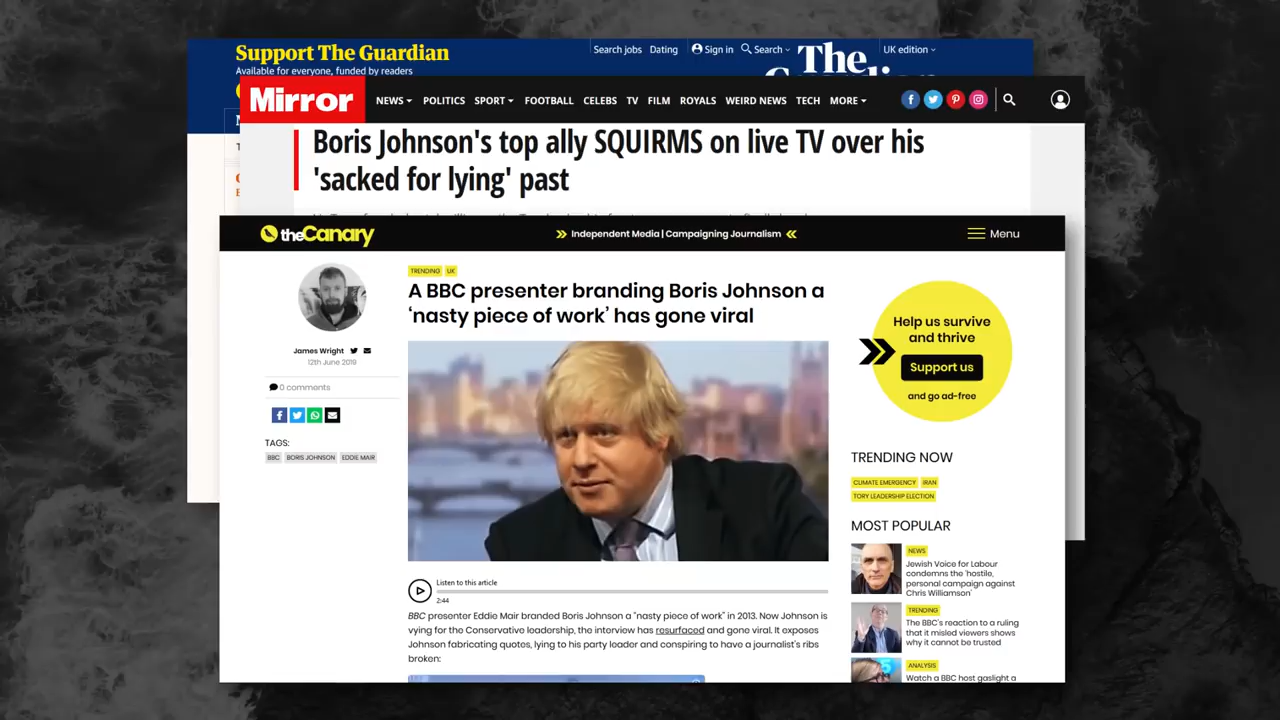 Support The Guardian
Available for everyone, funded by readers
Search jobs Dating Sign in Search UK edition
The
Guardian
Mirror
NEWS POLITICS SPORT FOOTBALL CELEBS TV FILM ROYALS WEIRD NEWS TECH MORE
Boris Johnson's top ally SQUIRMS on live TV over his
'sacked for lying' past
theCanary
Independent Media | Campaigning Journalism
Menu
TRENDING UK
A BBC presenter branding Boris Johnson a
‘nasty piece of work’ has gone viral
James Wright
12th June 2019
0 comments
TAGS:
BBC BORIS JOHNSON EDDIE MAIR
Listen to this article
2:44
BBC presenter Eddie Mair branded Boris Johnson a "nasty piece of work" in 2013. Now Johnson is
vying for the Conservative leadership, the interview has resurfaced and gone viral. It exposes
Johnson fabricating quotes, lying to his party leader and conspiring to have a journalist's ribs
broken:
Help us survive
and thrive
Support us
and go ad-free
TRENDING NOW
CLIMATE EMERGENCY IRAN
TORY LEADERSHIP ELECTION
MOST POPULAR
NEWS
Jewish Voice for Labour
condemns the 'hostile,
personal campaign against
Chris Williamson'
TRENDING
The BBC's reaction to a ruling
that it misled viewers shows
why it cannot be trusted
ANALYSIS
Watch a BBC host gaslight a